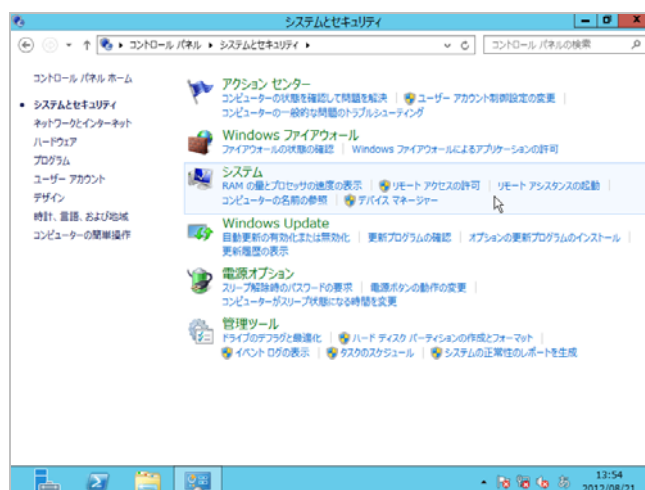 システムとセキュリティ
コントロール パネル ▸ システムとセキュリティ ▸
コントロール パネルの検索
コントロール パネル ホーム
システムとセキュリティ
ネットワークとインターネット
ハードウェア
プログラム
ユーザー アカウント
デザイン
時計、言語、および地域
コンピューターの簡単操作
アクション センター
コンピューターの状態を確認して問題を解決 | ユーザー アカウント制御設定の変更 |
コンピューターの一般的な問題のトラブルシューティング
Windows ファイアウォール
ファイアウォールの状態の確認 | Windows ファイアウォールによるアプリケーションの許可
システム
RAM の量とプロセッサの速度の表示 | リモート アクセスの許可 | リモート アシスタンスの起動 |
コンピューターの名前の参照 | デバイス マネージャー
Windows Update
自動更新の有効化または無効化 | 更新プログラムの確認 | オプションの更新プログラムのインストール |
更新履歴の表示
電源オプション
スリープ解除時のパスワードの要求 | 電源ボタンの動作の変更 |
コンピューターがスリープ状態になる時間を変更
管理ツール
ドライブのデフラグと最適化 | ハード ディスク パーティションの作成とフォーマット |
イベント ログの表示 | タスクのスケジュール | システムの正常性のレポートを生成
13:54
2012/08/21